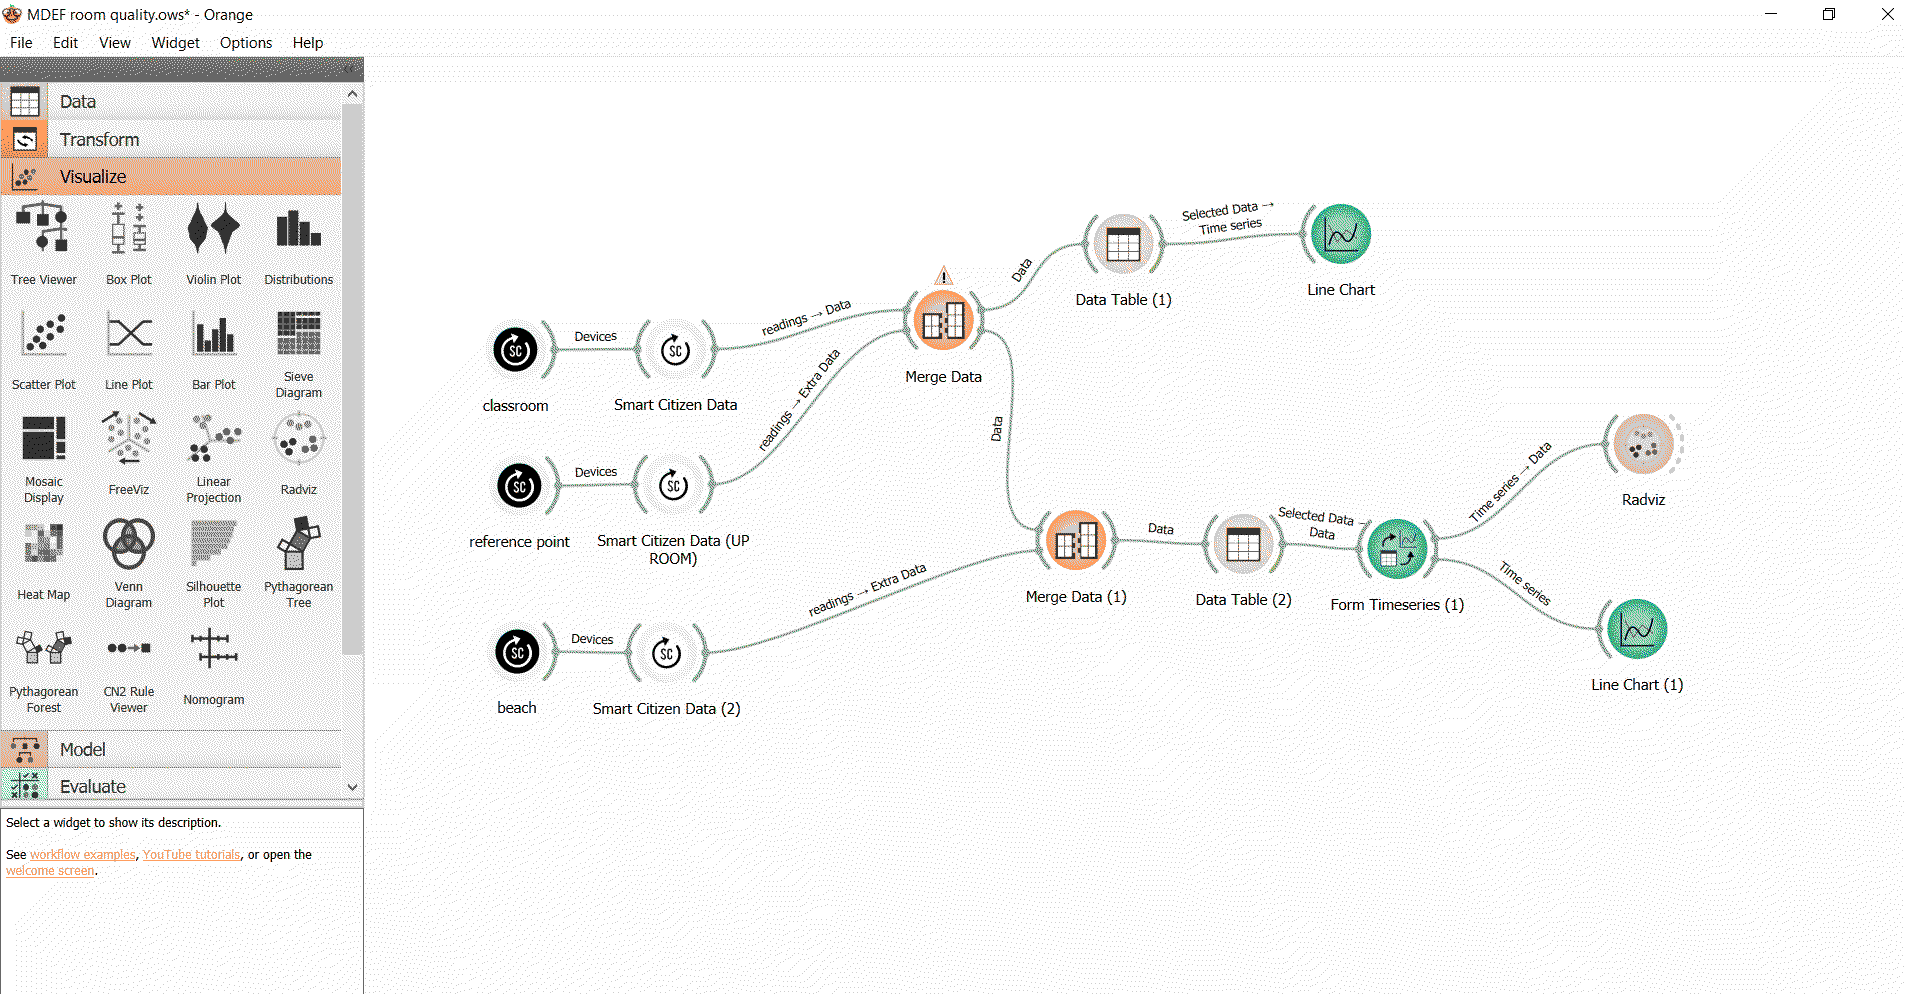 MDEF room quality.ows* - Orange
File Edit View Widget Options Help
Data
Transform
Visualize
Tree Viewer
Box Plot
Violin Plot
Distributions
Scatter Plot
Line Plot
Bar Plot
Sieve
Diagram
Mosaic
Display
FreeViz
Linear
Projection
Radviz
Heat Map
Venn
Diagram
Silhouette
Plot
Pythagorean
Tree
Pythagorean
Forest
CN2 Rule
Viewer
Nomogram
Model
Evaluate
Select a widget to show its description.
See workflow examples, YouTube tutorials, or open the
welcome screen.
SC
classroom
Devices
SC
Smart Citizen Data
readings → Data
SC
reference point
Devices
SC
Smart Citizen Data (UP
ROOM)
readings → Extra Data
SC
beach
Devices
SC
Smart Citizen Data (2)
readings → Extra Data
!
Merge Data
Data
Data Table (1)
Selected Data →
Time series
Line Chart
Data
Merge Data (1)
Data
Data Table (2)
Selected Data →
Data
Form Timeseries (1)
Time series → Data
Radviz
Time series
Line Chart (1)